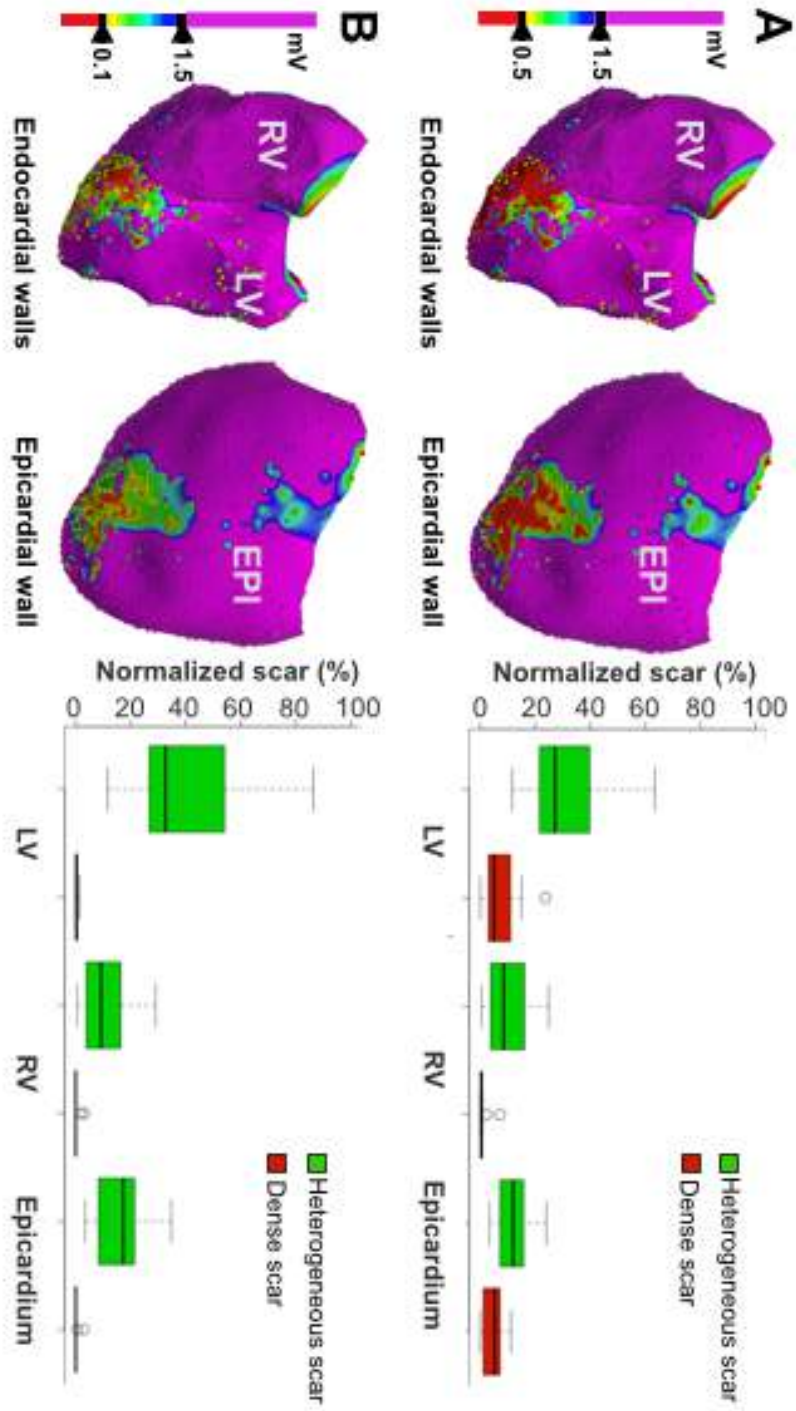 A
mV
1.5
0.5
RV
LV
Endocardial walls
EPI
Epicardial wall
Normalized scar (%)
0 20 40 60 80 100
Heterogeneous scar
Dense scar
LV RV Epicardium
B
mV
1.5
0.1
RV
LV
Endocardial walls
EPI
Epicardial wall
Normalized scar (%)
0 20 40 60 80 100
Heterogeneous scar
Dense scar
LV RV Epicardium